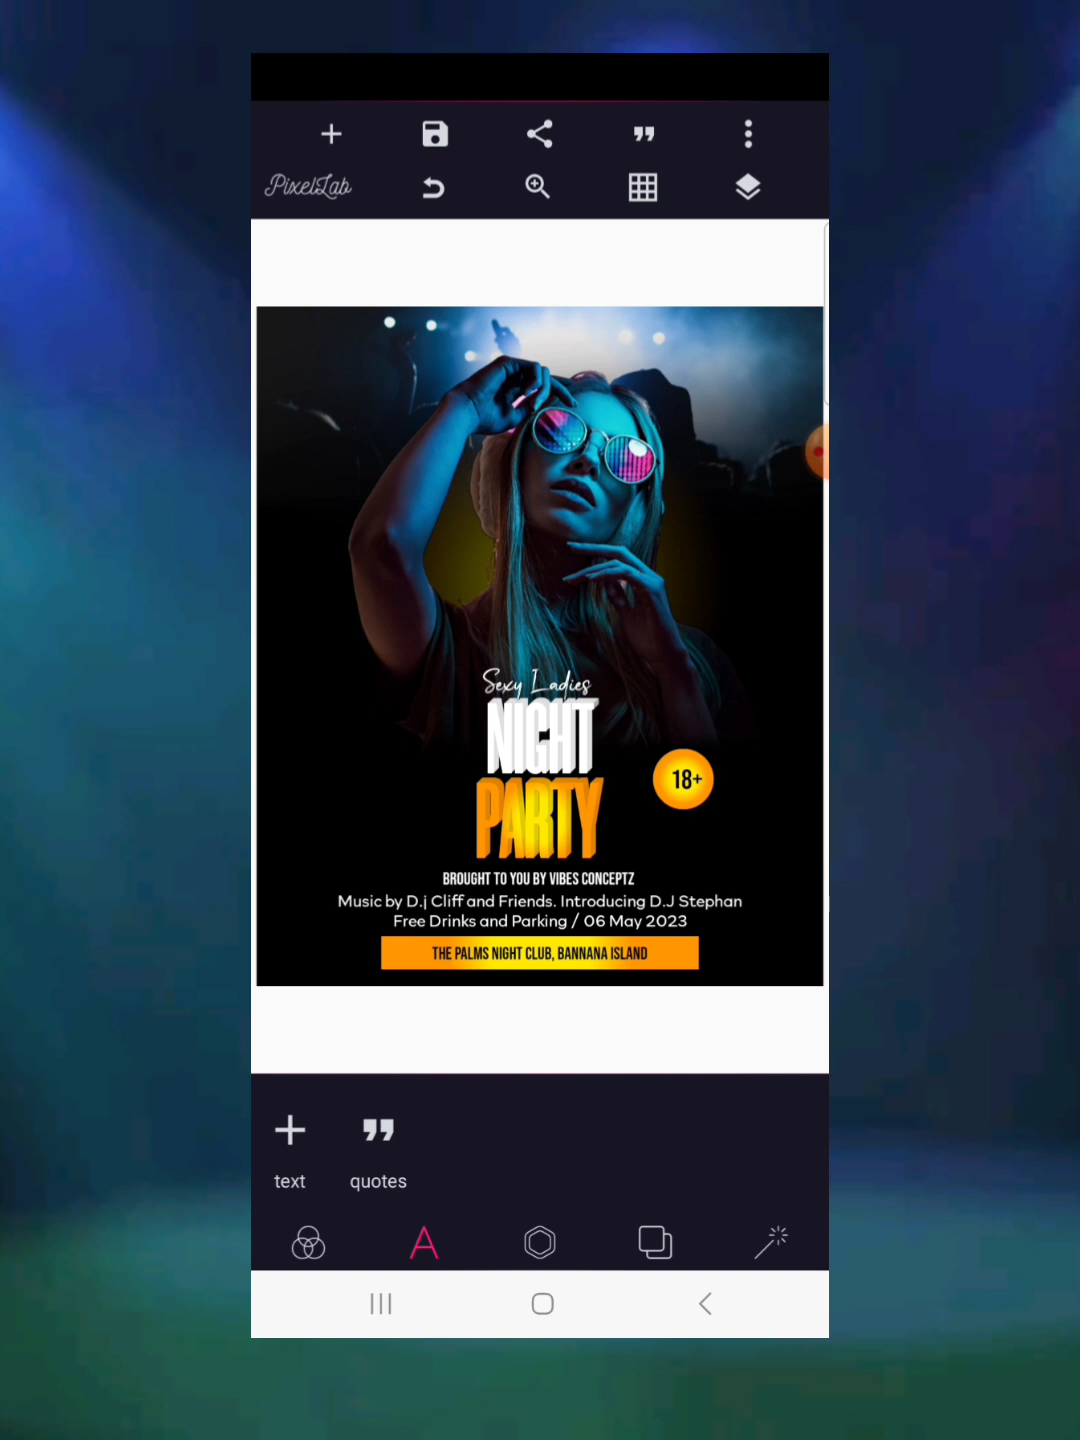 PixelLab
Sexy Ladies
NIGHT
PARTY
18+
BROUGHT TO YOU BY VIBES CONCEPTZ
Music by D.j Cliff and Friends. Introducing D.J Stephan
Free Drinks and Parking / 06 May 2023
THE PALMS NIGHT CLUB, BANNANA ISLAND
text
quotes